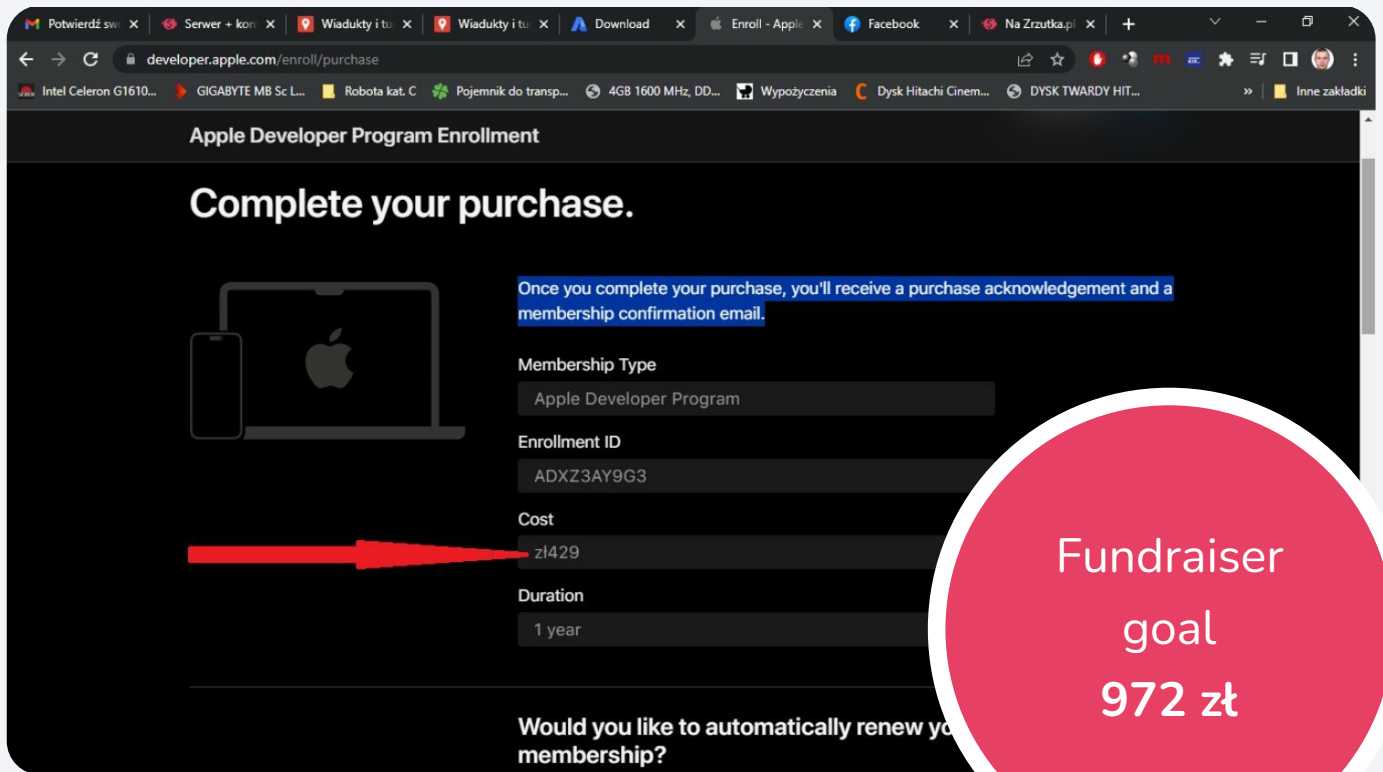 Potwierdź sw
Serwer + kon
Wiadukty i tu
Wiadukty i tu
Download
Enroll - Apple
Facebook
Na Zrzutka.pl
developer.apple.com/enroll/purchase
Intel Celeron G1610...
GIGABYTE MB Sc L...
Robota kat. C
Pojemnik do transp...
4GB 1600 MHz, DD...
Wypożyczenia
Dysk Hitachi Cinem...
DYSK TWARDY HIT...
Inne zakładki
Apple Developer Program Enrollment
Complete your purchase.
Once you complete your purchase, you'll receive a purchase acknowledgement and a
membership confirmation email.
Membership Type
Apple Developer Program
Enrollment ID
ADXZ3AY9G3
Cost
zł429
Duration
1 year
Would you like to automatically renew yo
membership?
Fundraiser
goal
972 zł